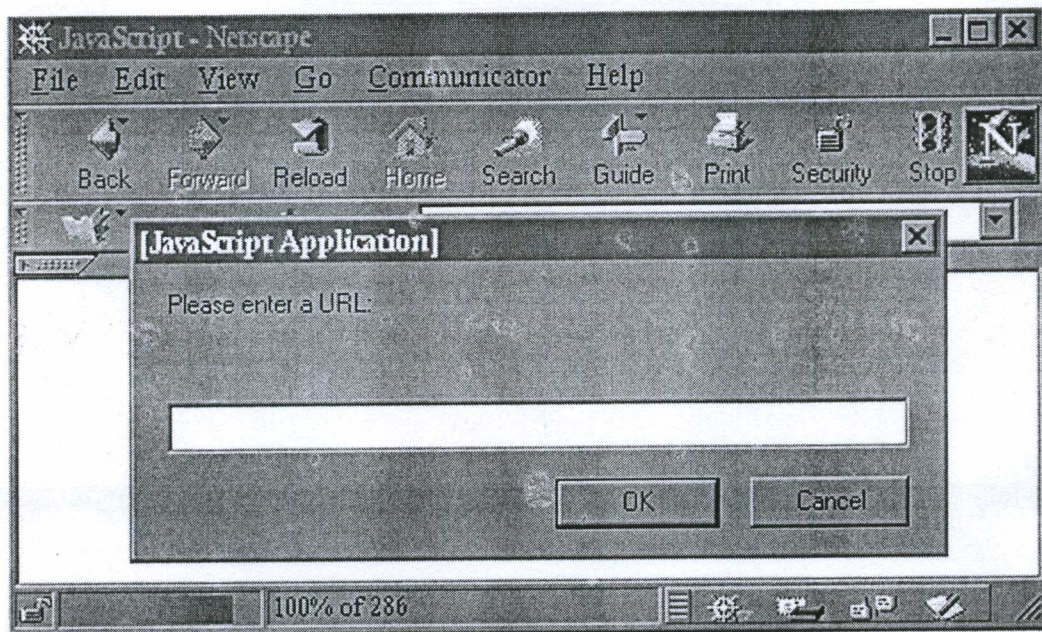 JavaScript - Netscape
File Edit View Go Communicator Help
Back Forward Reload Home Search Guide Print Security Stop N
[JavaScript Application]
Please enter a URL:
OK Cancel
100% of 286